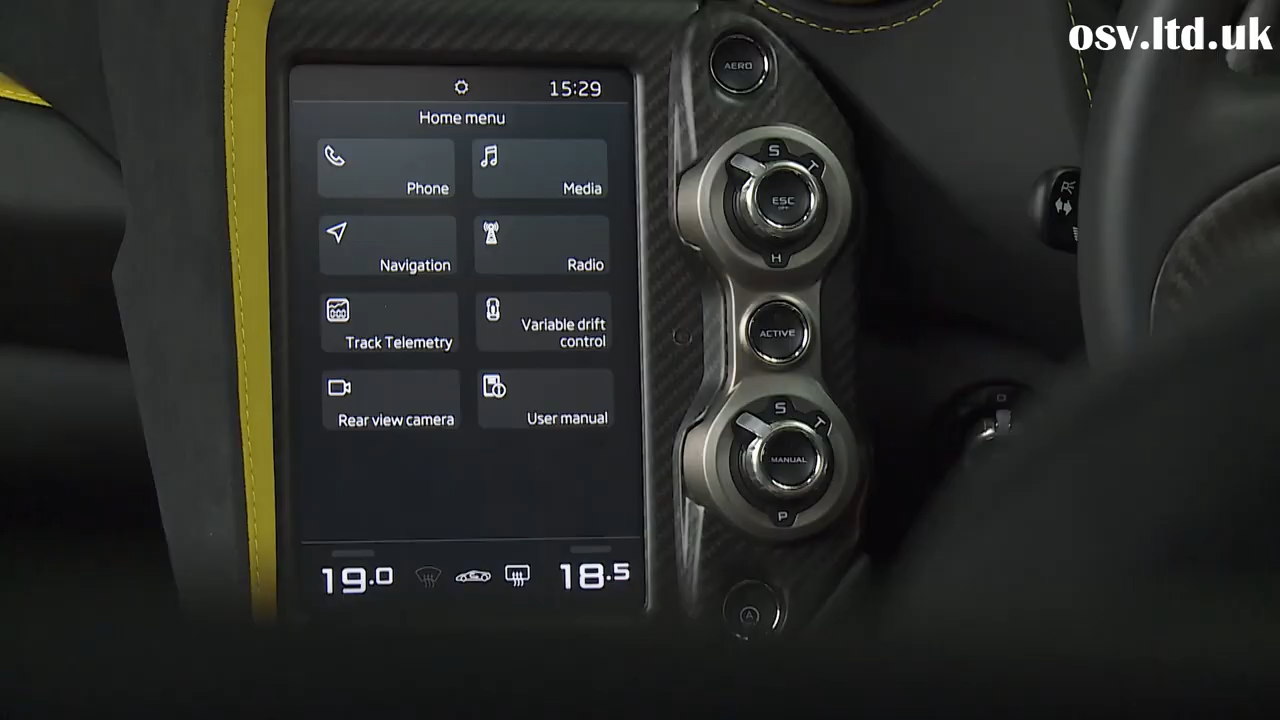 osv.ltd.uk
15:29
Home menu
Phone
Media
Navigation
Radio
Track Telemetry
Variable drift
control
Rear view camera
User manual
19.0
18.5
AERO
S
T
ESC
OFF
H
ACTIVE
S
T
MANUAL
P
A